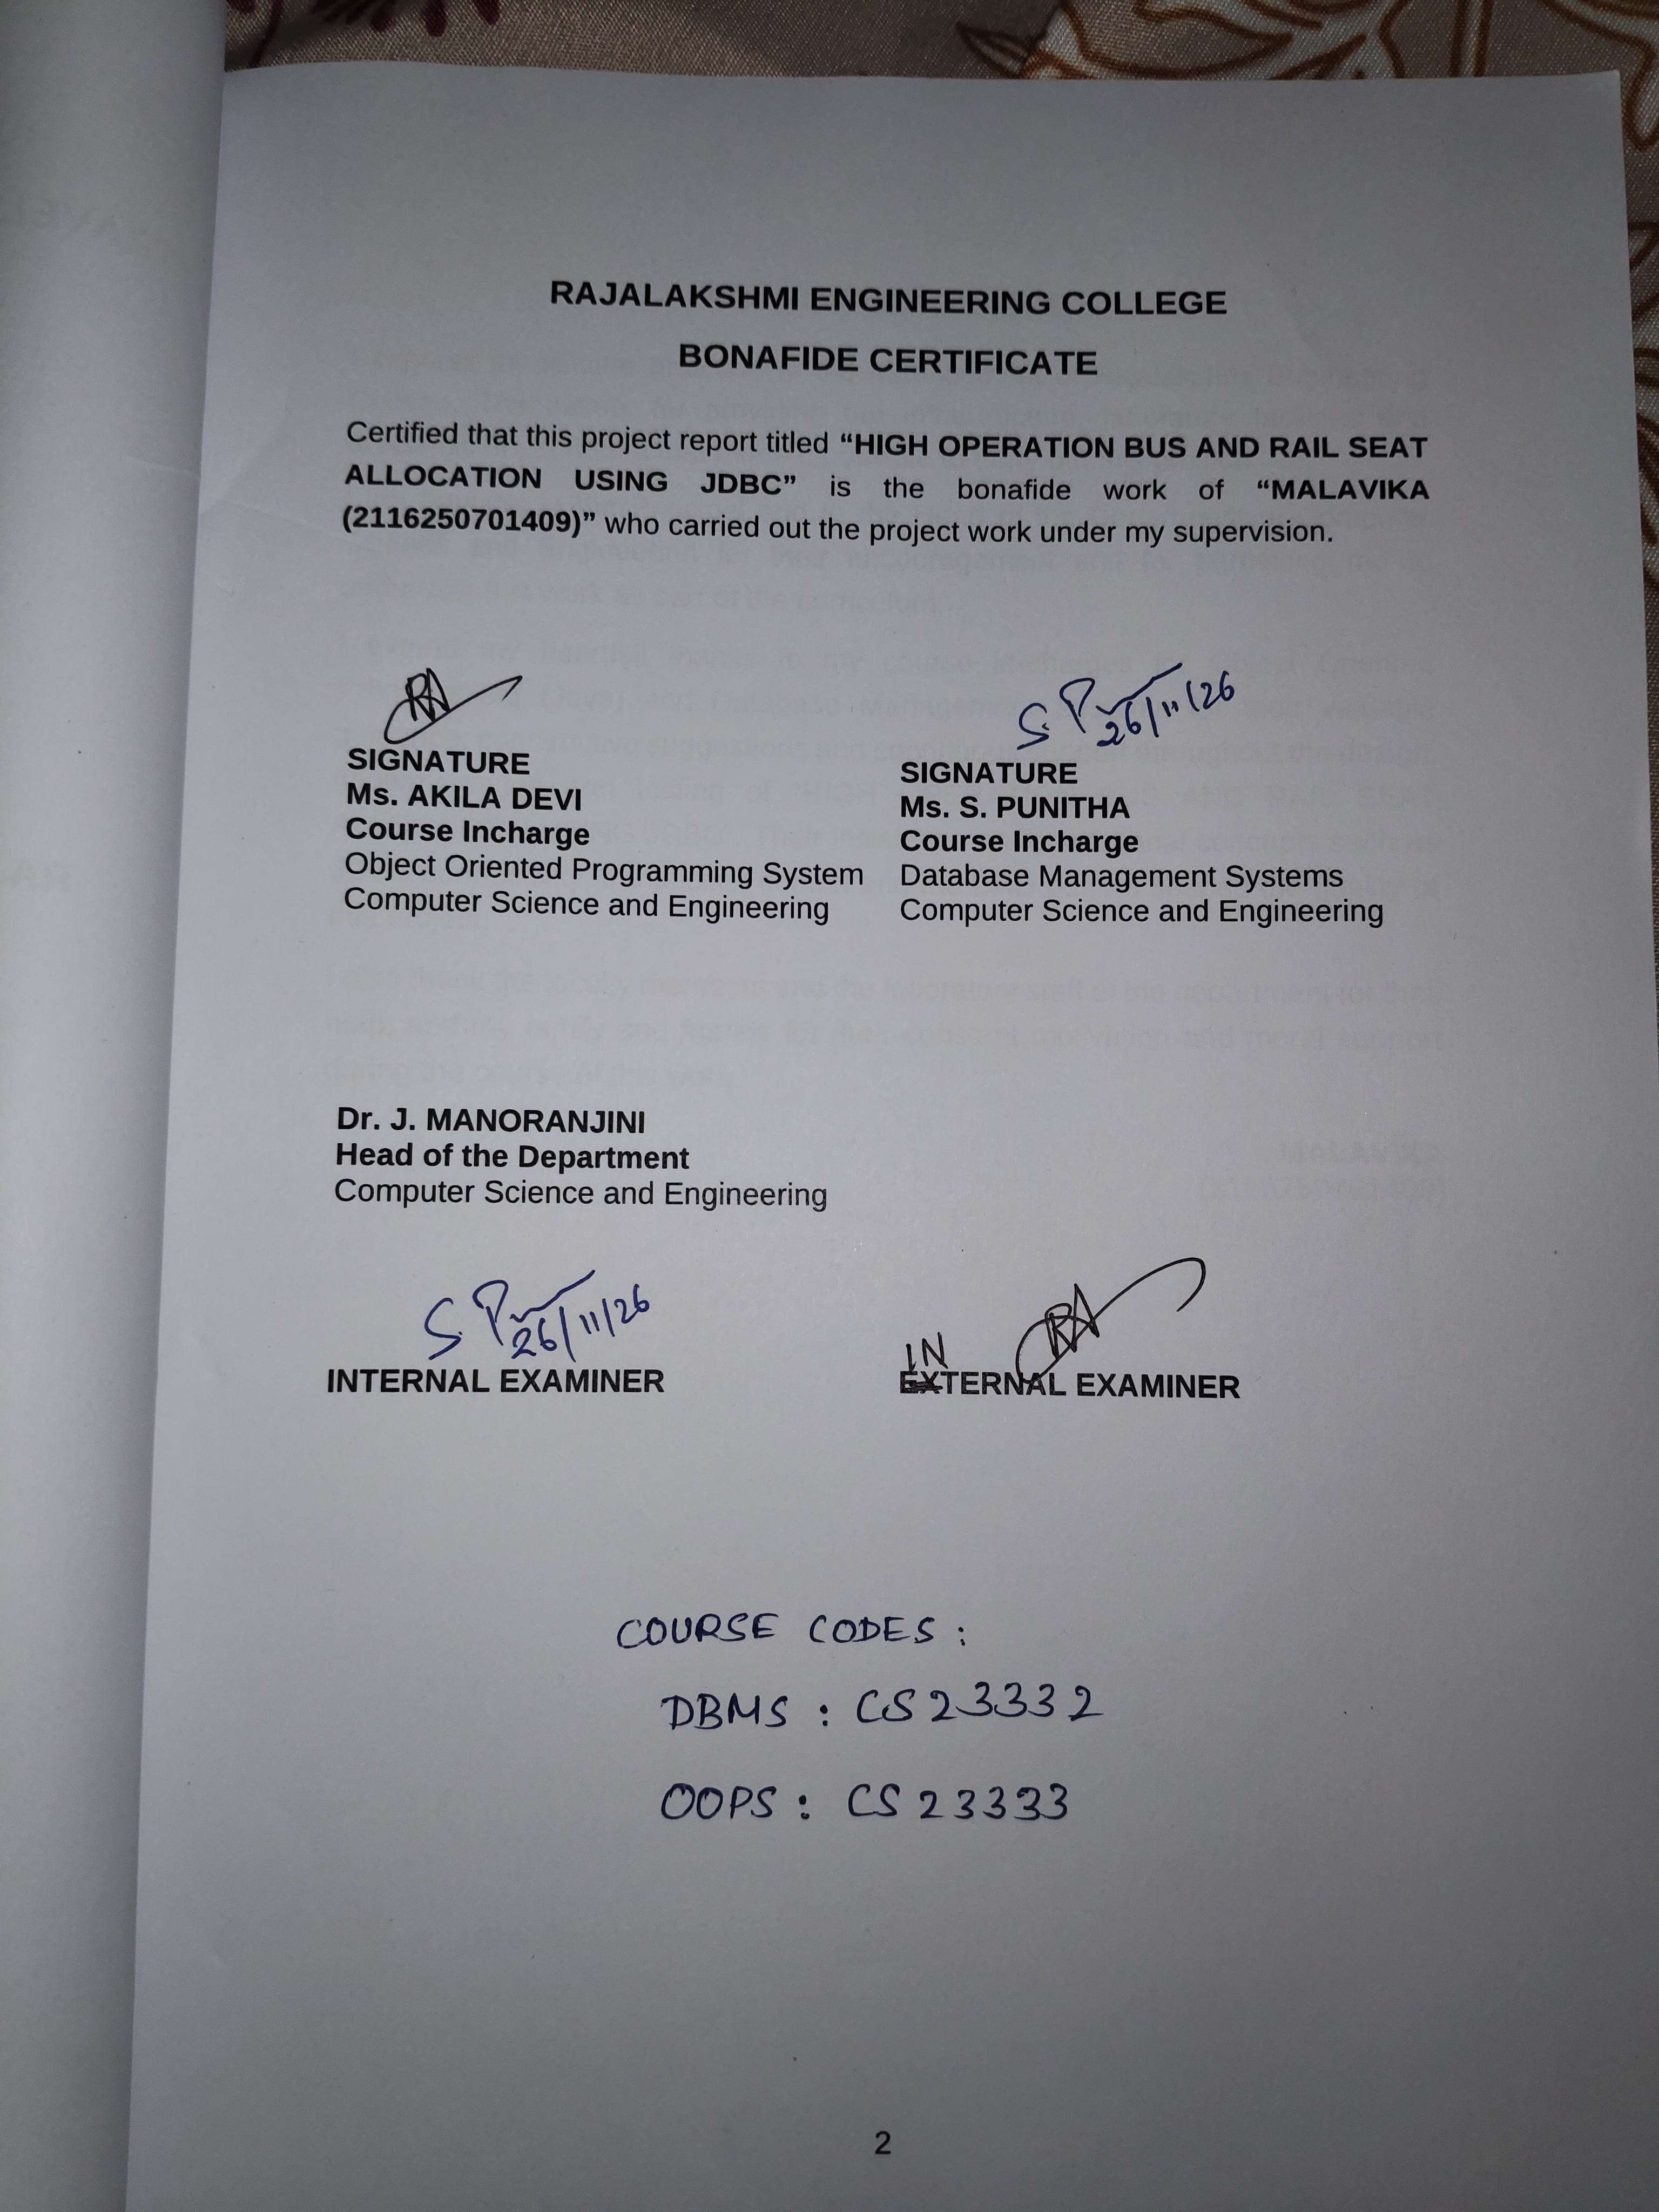 RAJALAKSHMI ENGINEERING COLLEGE
BONAFIDE CERTIFICATE
Certified that this project report titled “HIGH OPERATION BUS AND RAIL SEAT
ALLOCATION USING JDBC” is the bonafide work of “MALAVIKA
(2116250701409)” who carried out the project work under my supervision.
26/11/26
SIGNATURE
Ms. AKILA DEVI
Course Incharge
Object Oriented Programming System
Computer Science and Engineering
SIGNATURE
Ms. S. PUNITHA
Course Incharge
Database Management Systems
Computer Science and Engineering
Dr. J. MANORANJINI
Head of the Department
Computer Science and Engineering
26/11/26
INTERNAL EXAMINER
IN
EXTERNAL EXAMINER
COURSE CODES :
DBMS : CS23332
OOPS : CS23333
2